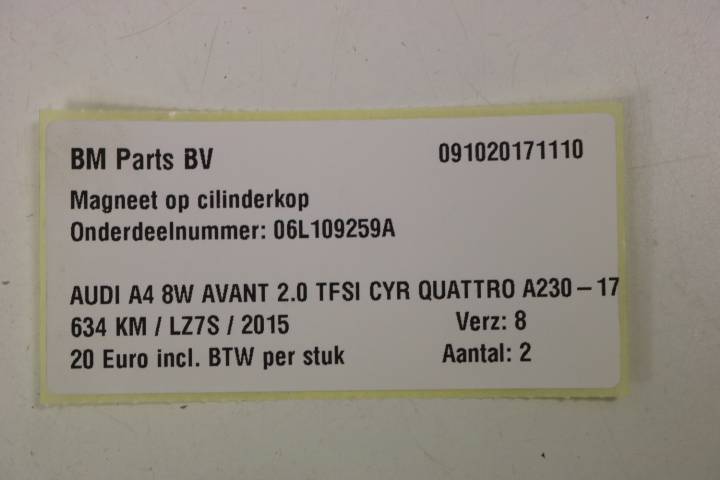 BM Parts BV 091020171110
Magneet op cilinderkop
Onderdeelnummer: 06L109259A
AUDI A4 8W AVANT 2.0 TFSI CYR QUATTRO A230-17
634 KM / LZ7S / 2015 Verz: 8
20 Euro incl. BTW per stuk Aantal: 2